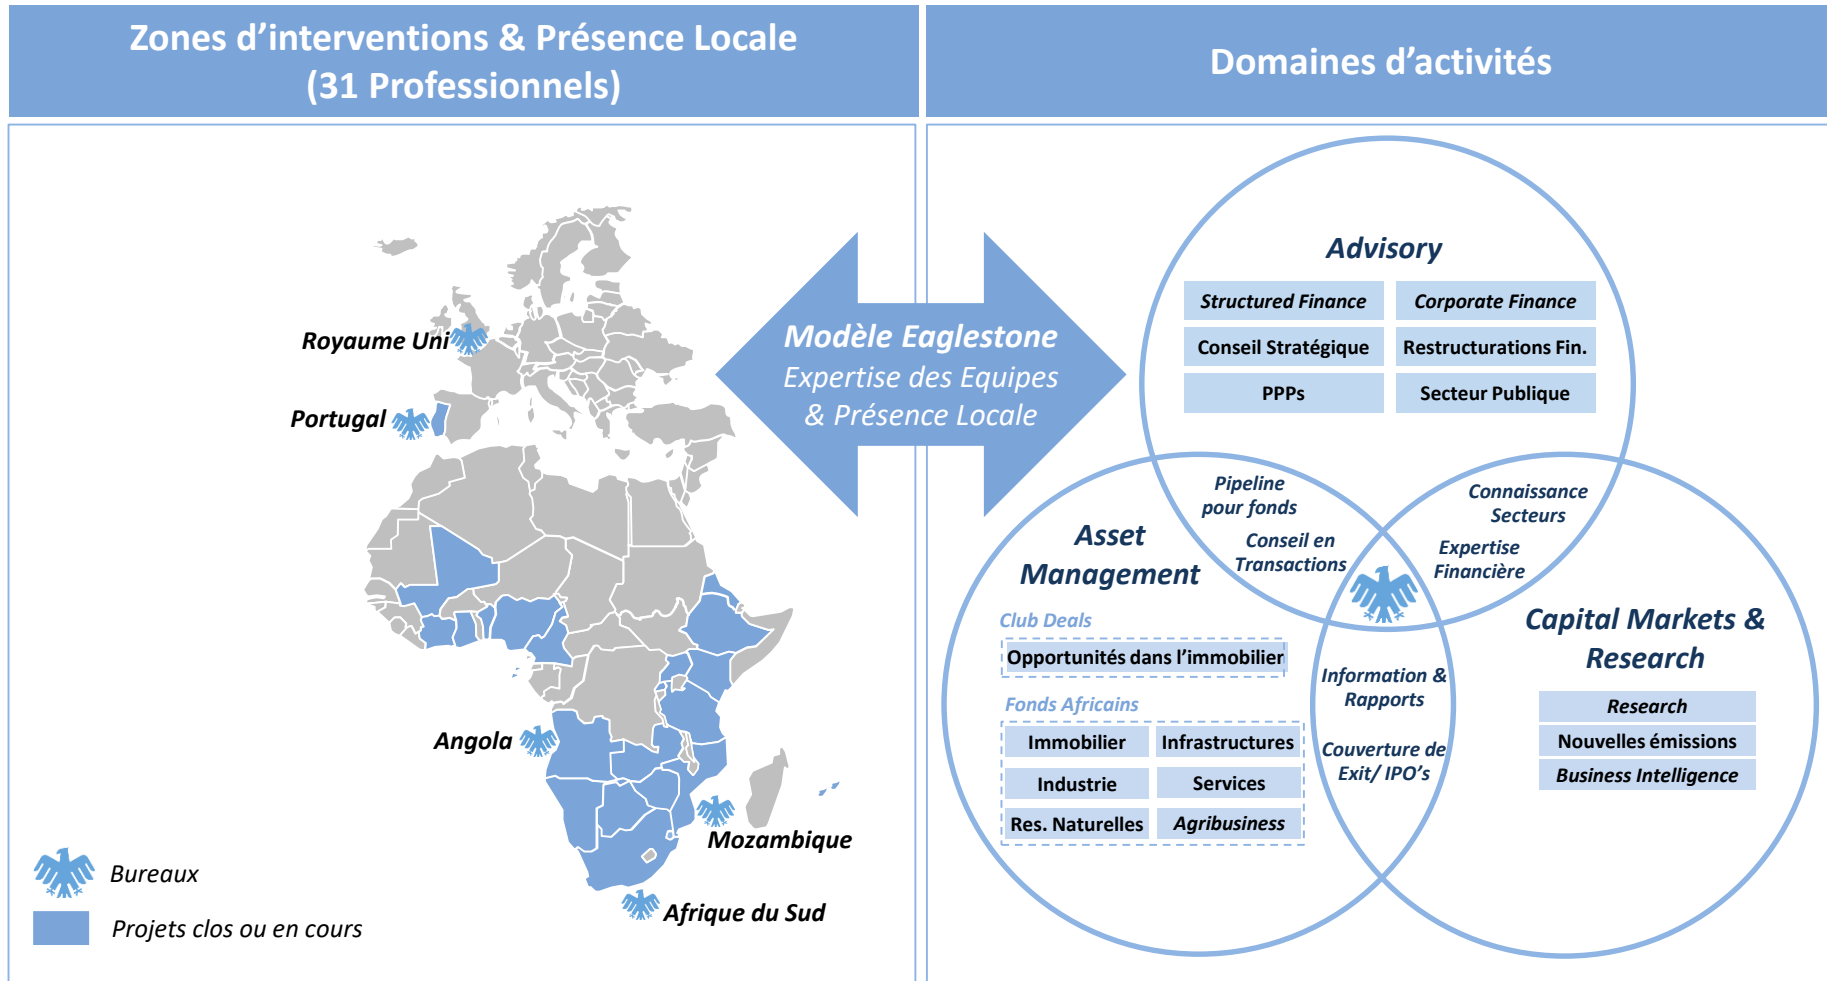 Zones d’interventions & Présence Locale
(31 Professionnels)
Domaines d’activités
Royaume Uni
Portugal
Angola
Mozambique
Afrique du Sud
Bureaux
Projets clos ou en cours
Modèle Eaglestone
Expertise des Equipes
& Présence Locale
Advisory
Structured Finance
Corporate Finance
Conseil Stratégique
Restructurations Fin.
PPPs
Secteur Publique
Pipeline
pour fonds
Conseil en
Transactions
Connaissance
Secteurs
Expertise
Financière
Asset
Management
Club Deals
Opportunités dans l’immobilier
Fonds Africains
Immobilier
Infrastructures
Industrie
Services
Res. Naturelles
Agribusiness
Information &
Rapports
Couverture de
Exit/ IPO’s
Capital Markets &
Research
Research
Nouvelles émissions
Business Intelligence